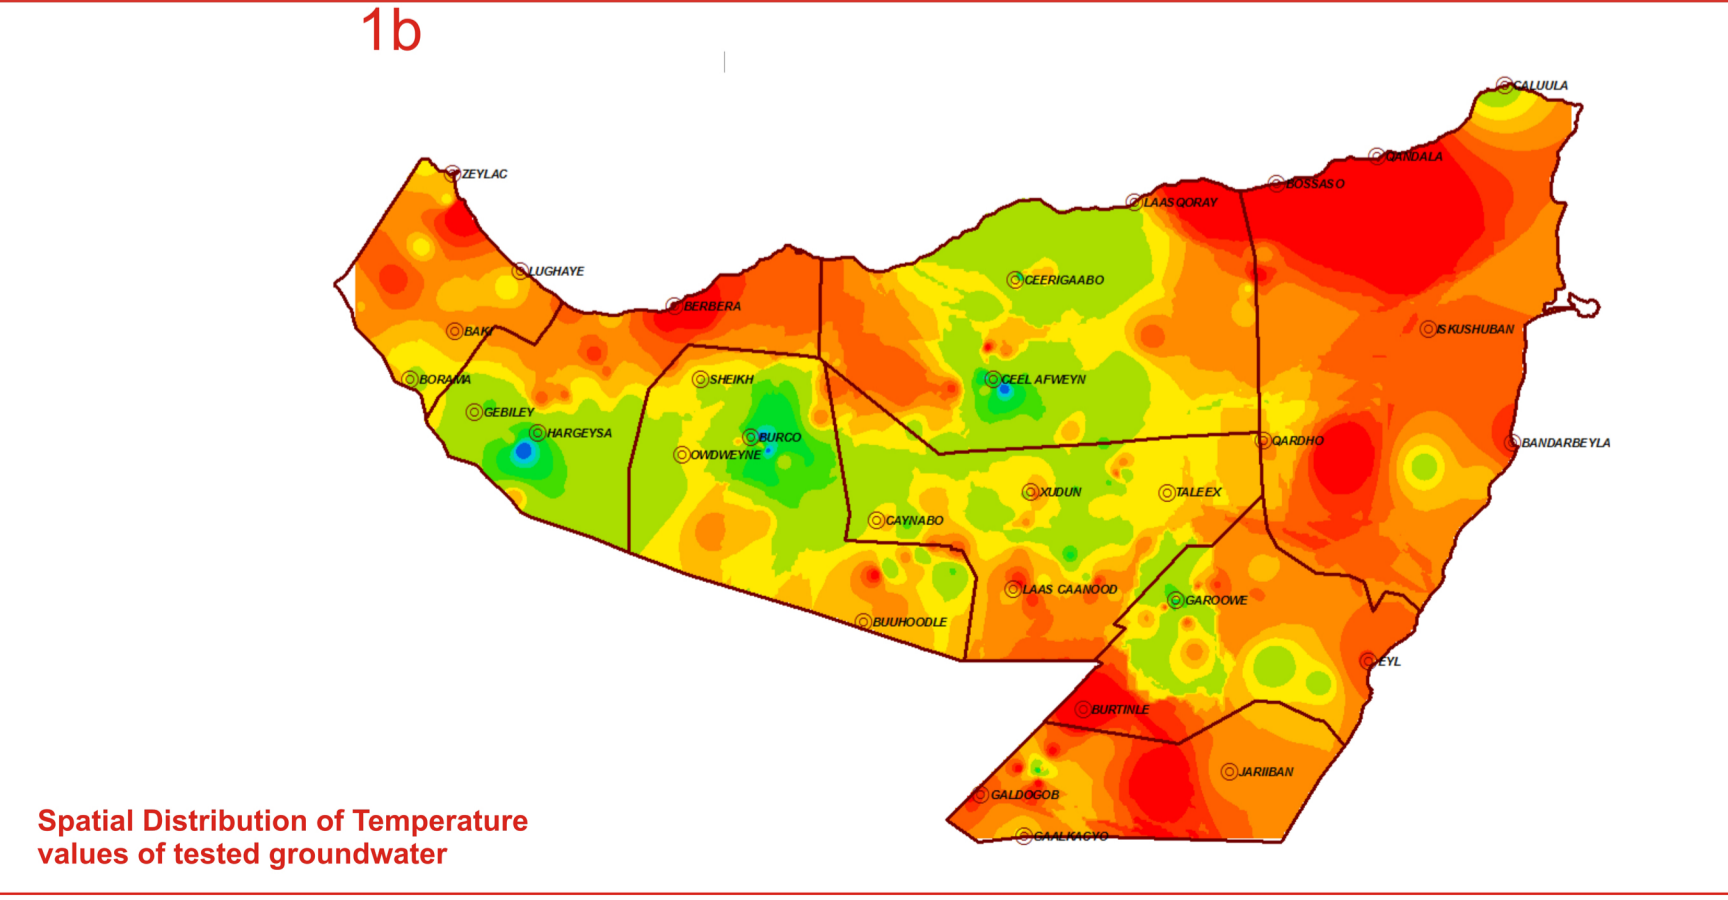 1b
CALUULA
QANDALA
ZEYLAC
BOSSASO
LAASQORAY
LUGHAYE
CEERIGAABO
BERBERA
BAKI
ISKUSHUBAN
BORAMA
SHEIKH
CEEL AFWEYN
GEBILEY
HARGEYSA
BURCO
QARDHO
BANDARBEYLA
OWDWEYNE
XUDUN
TALEEX
CAYNABO
LAAS CAANOOD
GAROOWE
BUUHOODLE
EYL
BURTINLE
JARIIBAN
GALDOGOB
GAALKACYO
Spatial Distribution of Temperature
values of tested groundwater